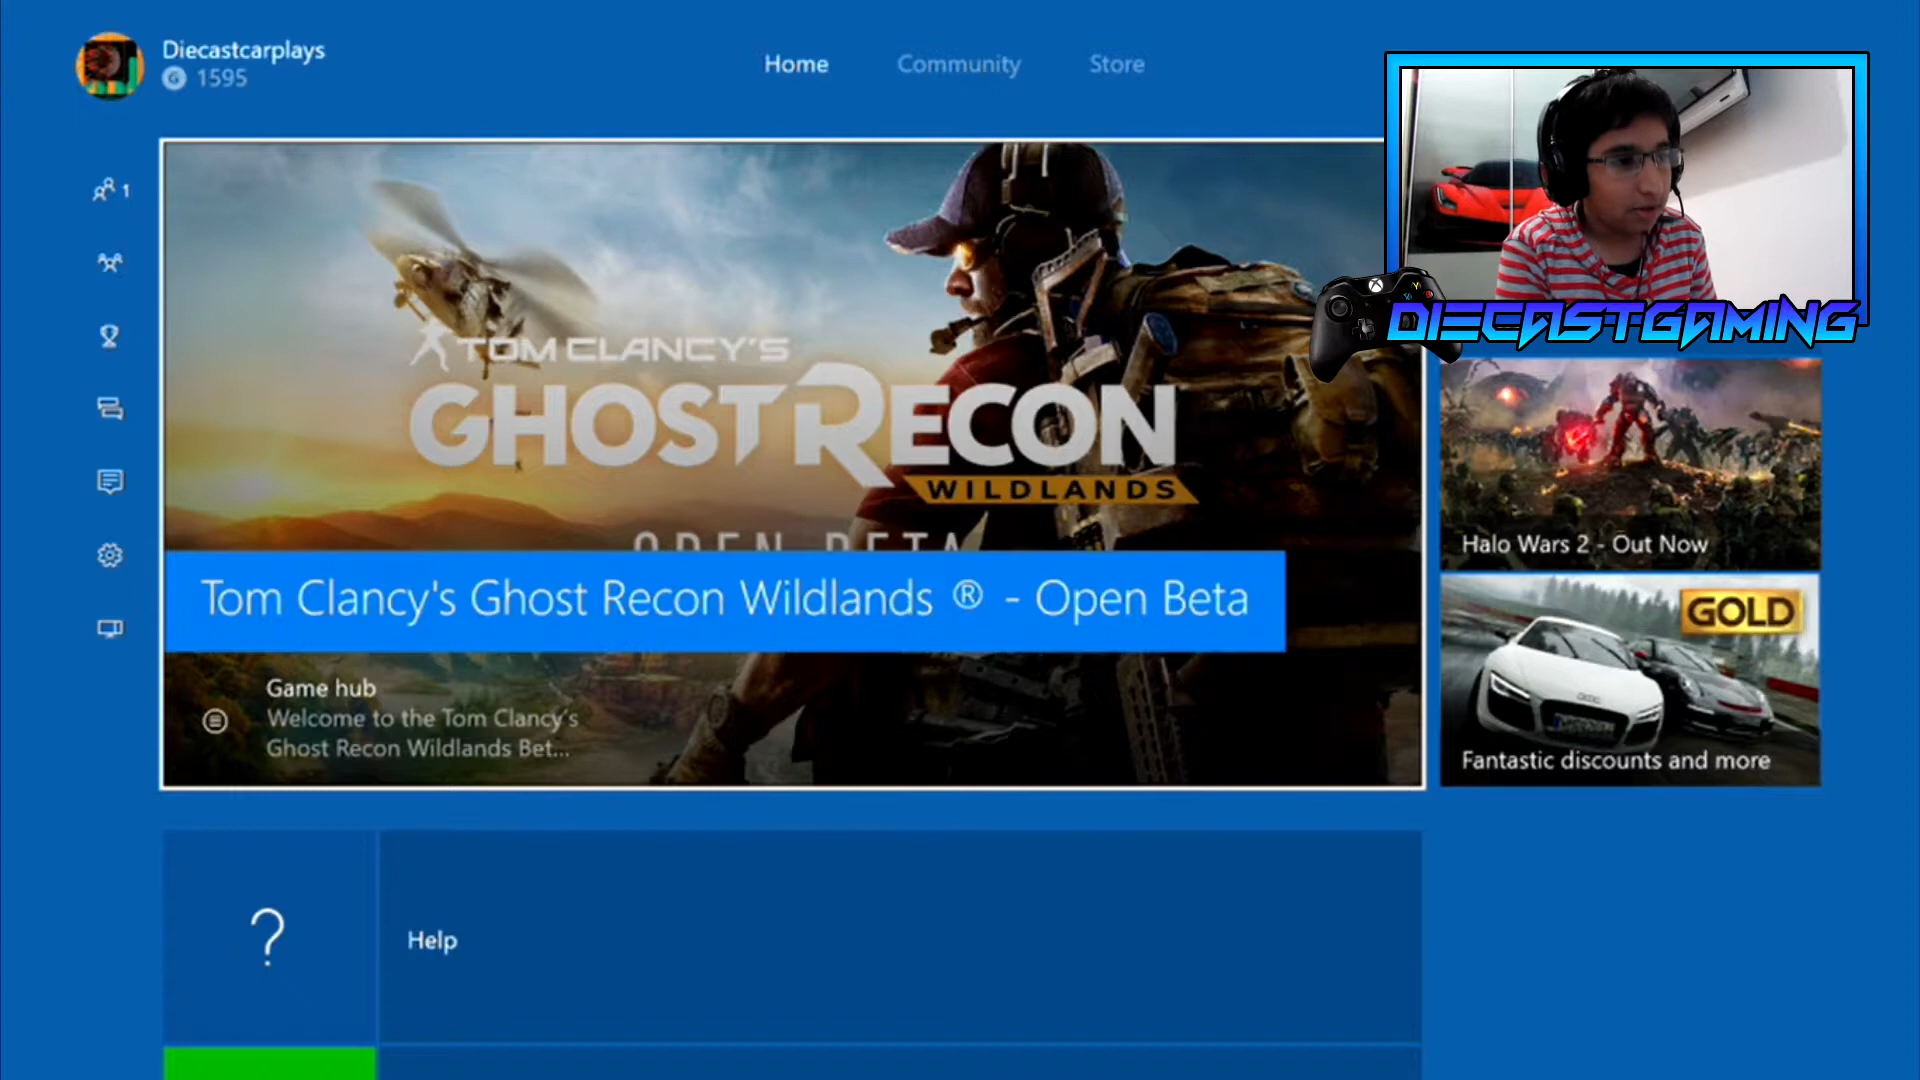 Diecastcarplays
1595
Home
Community
Store
1
TOM CLANCY'S
GHOST RECON
WILDLANDS
OPEN BETA
Tom Clancy's Ghost Recon Wildlands ® - Open Beta
Game hub
Welcome to the Tom Clancy's
Ghost Recon Wildlands Bet...
DIECASTGAMING
Halo Wars 2 - Out Now
GOLD
Fantastic discounts and more
?
Help